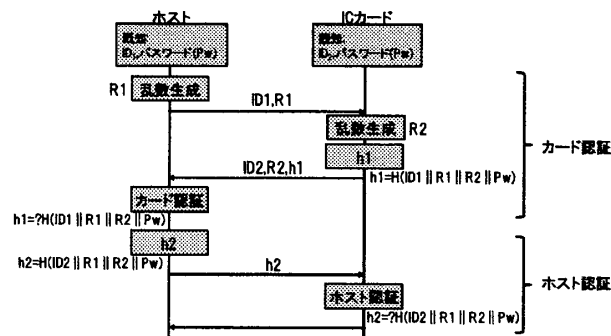 ホスト
ICカード
既知:
ID,パスワード(Pw)
既知:
ID,パスワード(Pw)
R1
乱数生成
ID1,R1
乱数生成
R2
h1
カード認証
ID2,R2,h1
h1=H(ID1||R1||R2||Pw)
カード認証
h1=?H(ID1||R1||R2||Pw)
h2
h2=H(ID2||R1||R2||Pw)
h2
ホスト認証
ホスト認証
h2=?H(ID2||R1||R2||Pw)